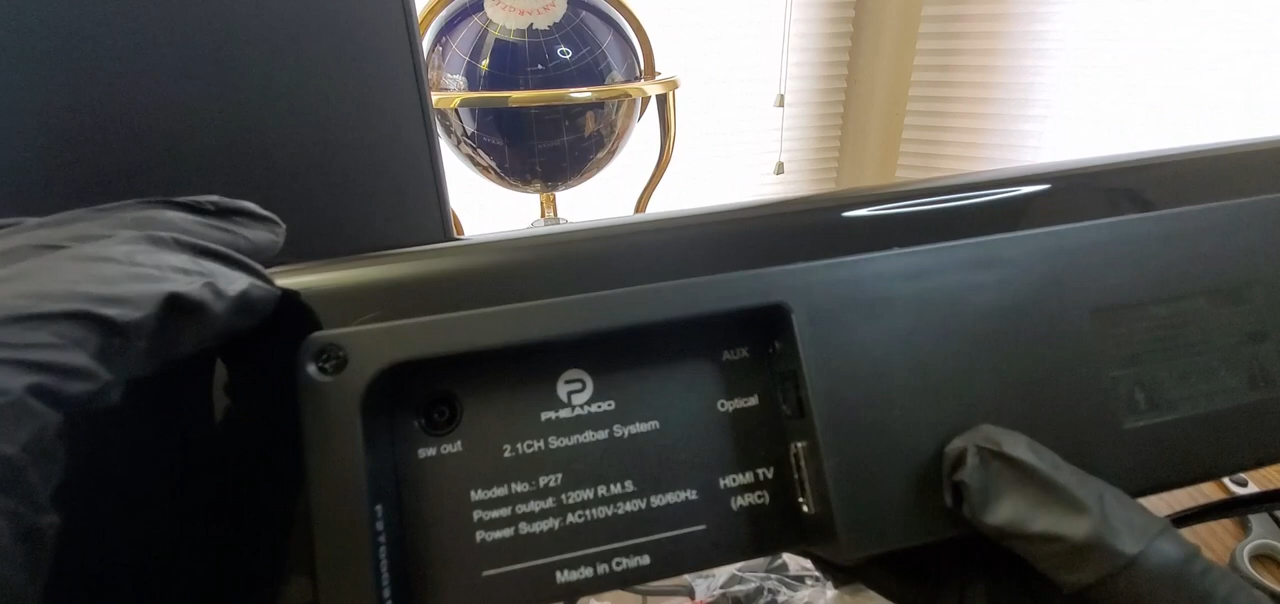 ANTARCTIC
sw out
PHEANOO
2.1CH Soundbar System
Model No.: P27
Power output: 120W R.M.S.
Power Supply: AC110V-240V 50/60Hz
Made in China
AUX
Optical
HDMI TV
(ARC)